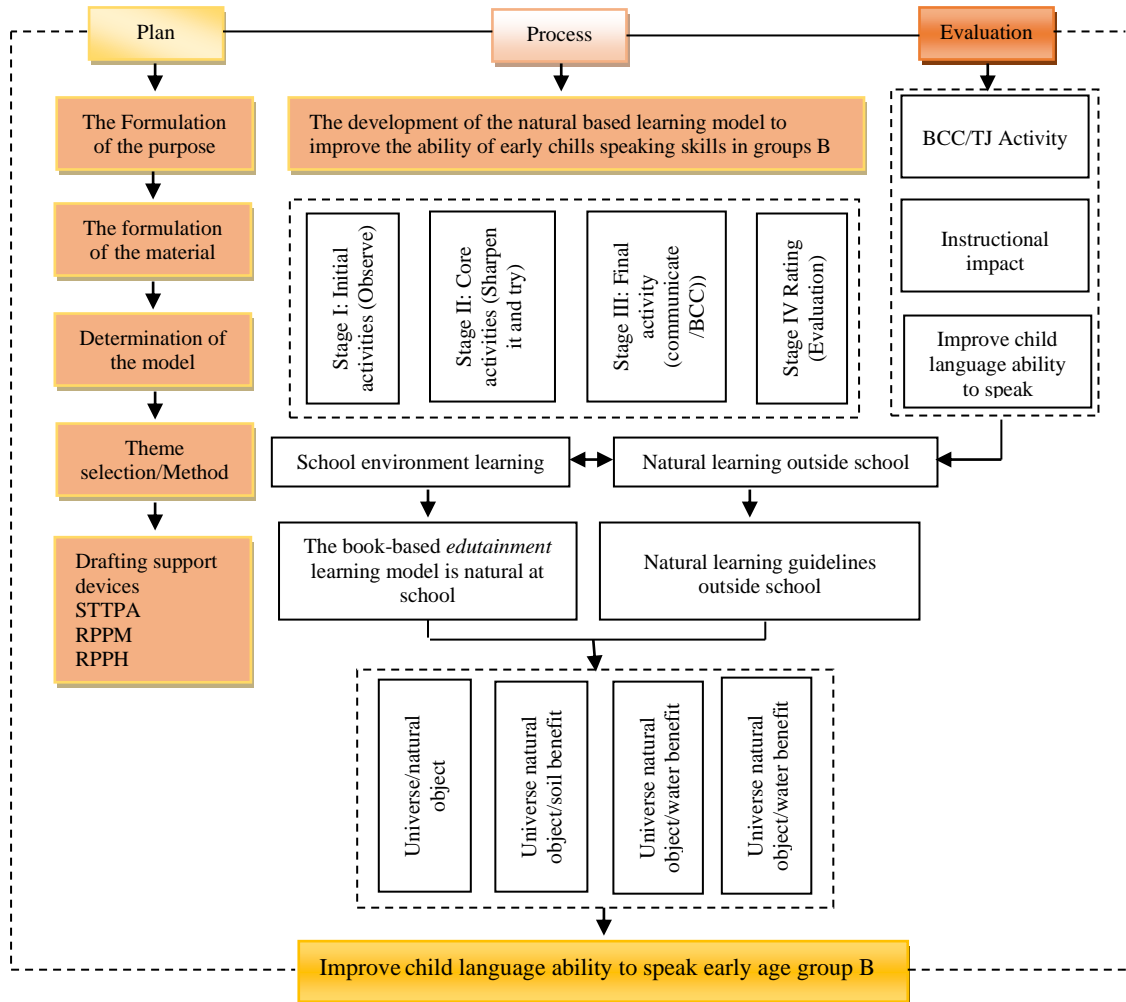 Plan
Process
Evaluation
The Formulation
of the purpose
The formulation
of the material
Determination of
the model
Theme
selection/Method
Drafting support
devices
STTPA
RPPM
RPPH
The development of the natural based learning model to
improve the ability of early chills speaking skills in groups B
Stage I: Initial
activities (Observe)
Stage II: Core
activities (Sharpen
it and try)
Stage III: Final
activity
(communicate
/BCC))
Stage IV Rating
(Evaluation)
BCC/TJ Activity
Instructional
impact
Improve child
language ability
to speak
School environment learning
Natural learning outside school
The book-based edutainment
learning model is natural at
school
Natural learning guidelines
outside school
Universe/natural
object
Universe natural
object/soil benefit
Universe natural
object/water benefit
Universe natural
object/water benefit
Improve child language ability to speak early age group B